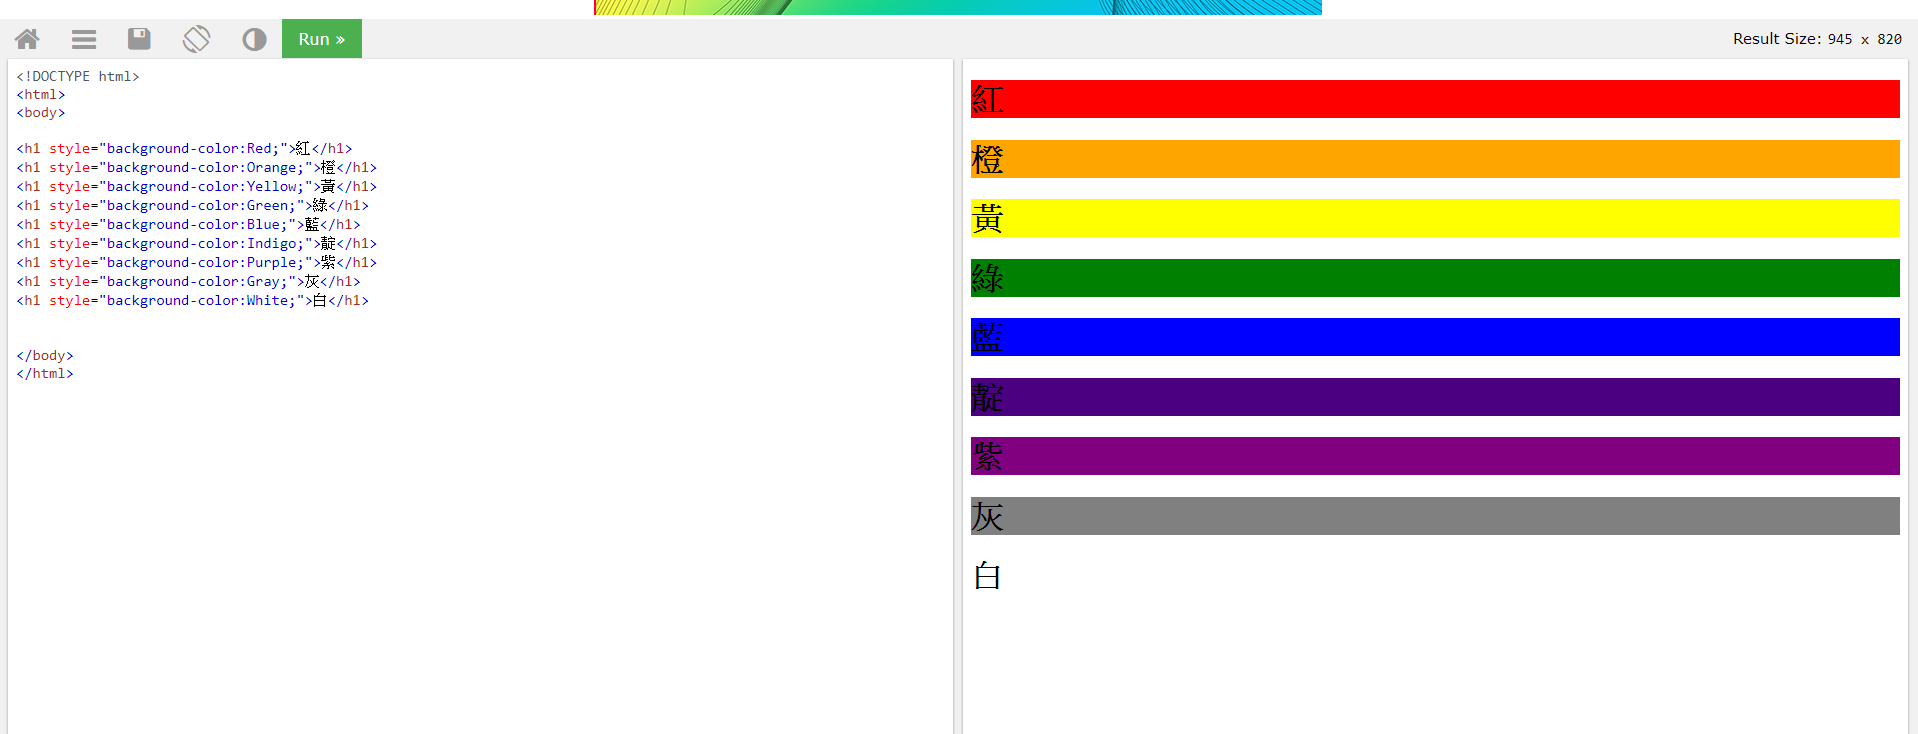 Run »
Result Size: 945 x 820
<!DOCTYPE html>
<html>
<body>
<h1 style="background-color:Red;">紅</h1>
<h1 style="background-color:Orange;">橙</h1>
<h1 style="background-color:Yellow;">黃</h1>
<h1 style="background-color:Green;">綠</h1>
<h1 style="background-color:Blue;">藍</h1>
<h1 style="background-color:Indigo;">靛</h1>
<h1 style="background-color:Purple;">紫</h1>
<h1 style="background-color:Gray;">灰</h1>
<h1 style="background-color:White;">白</h1>
</body>
</html>
紅
橙
黃
綠
藍
靛
紫
灰
白